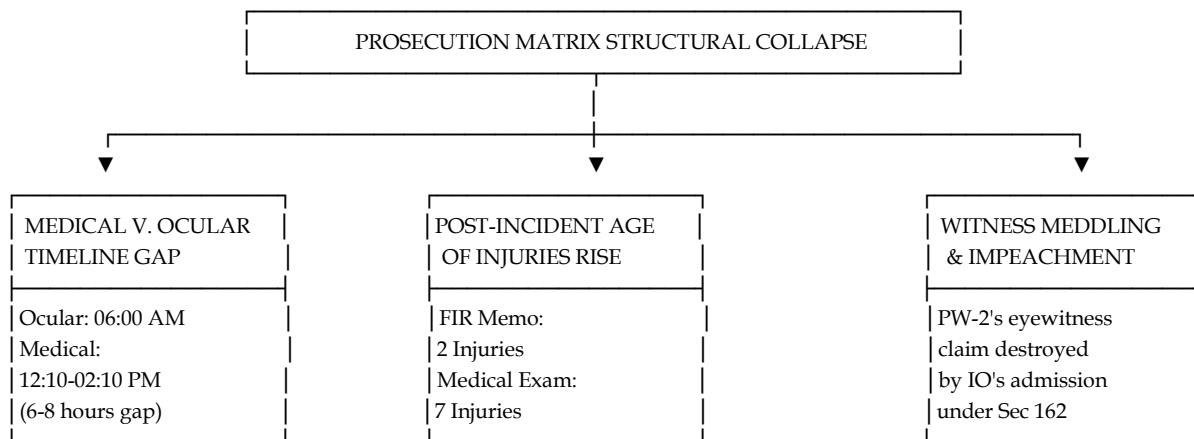 PROSECUTION MATRIX STRUCTURAL COLLAPSE
MEDICAL V. OCULAR
TIMELINE GAP
Ocular: 06:00 AM
Medical:
12:10-02:10 PM
(6-8 hours gap)
POST-INCIDENT AGE
OF INJURIES RISE
FIR Memo:
2 Injuries
Medical Exam:
7 Injuries
WITNESS MEDDLING
& IMPEACHMENT
PW-2's eyewitness
claim destroyed
by IO's admission
under Sec 162